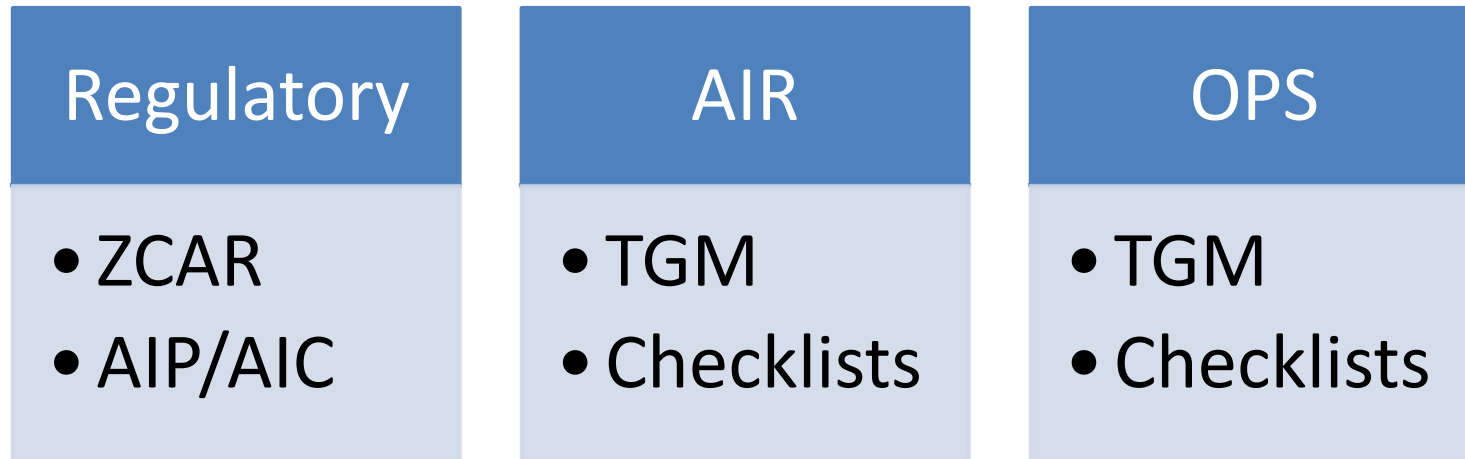 Regulatory
• ZCAR
• AIP/AIC
AIR
• TGM
• Checklists
OPS
• TGM
• Checklists